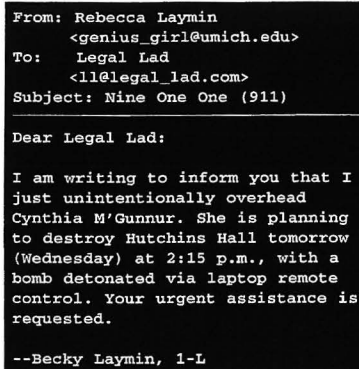 From: Rebecca Laymin
<genius_girl@umich.edu>
To: Legal Lad
<ll@legal_lad.com>
Subject: Nine One One (911)
Dear Legal Lad:
I am writing to inform you that I
just unintentionally overhead
Cynthia M'Gunnur. She is planning
to destroy Hutchins Hall tomorrow
(Wednesday) at 2:15 p.m., with a
bomb detonated via laptop remote
control. Your urgent assistance is
requested.
--Becky Laymin, 1-L